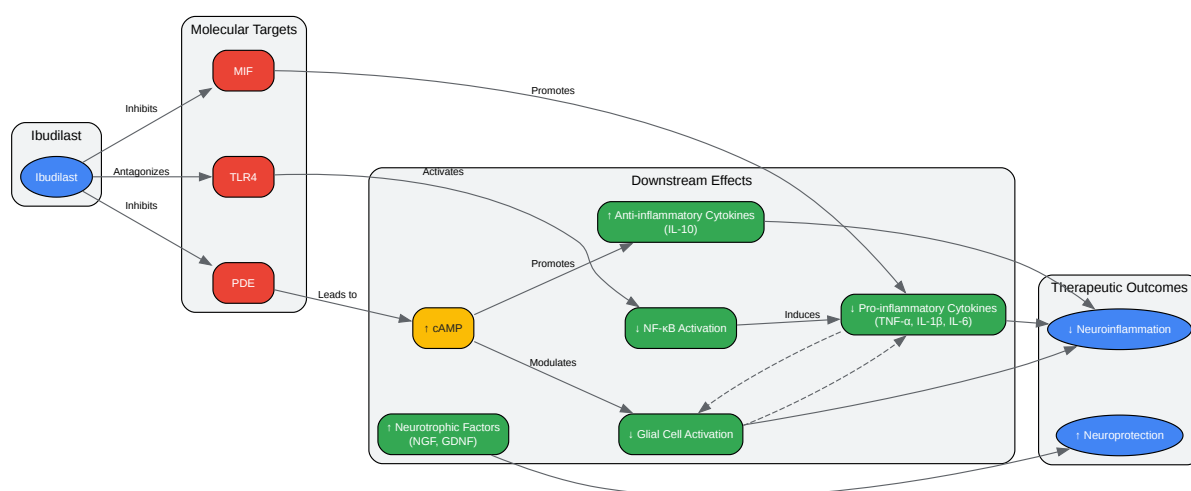 Molecular Targets
MIF
Promotes
Inhibits
Ibudilast
Ibudilast
Antagonizes
TLR4
Activates
Downstream Effects
Inhibits
↑ Anti-inflammatory Cytokines
(IL-10)
Promotes
PDE
Leads to
↑ cAMP
↓ NF-κB Activation
Induces
↓ Pro-inflammatory Cytokines
(TNF-α, IL-1β, IL-6)
Therapeutic Outcomes
↓ Neuroinflammation
Modulates
↑ Neurotrophic Factors
(NGF, GDNF)
↓ Glial Cell Activation
↑ Neuroprotection